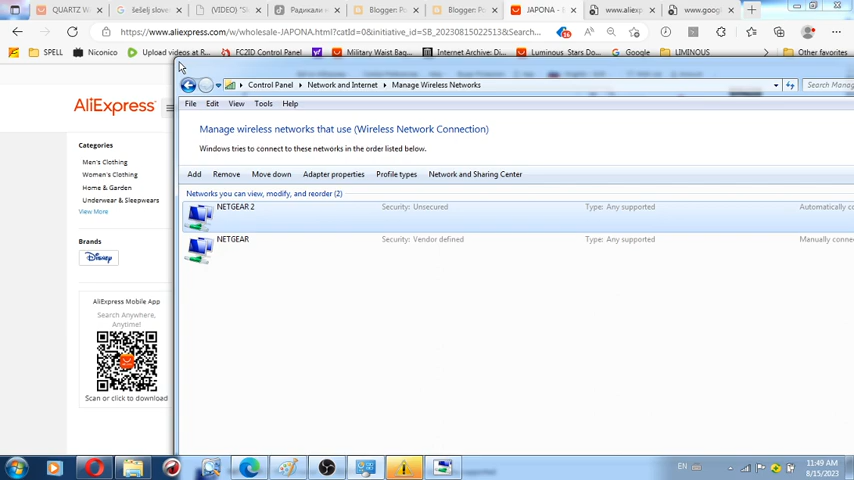 QUARTZ W
šešelj slove
(VIDEO) "S
Радикали к
Blogger: Po
Blogger: Po
JAPONA -
www.aliexp
www.goog
https://www.aliexpress.com/w/wholesale-JAPONA.html?catId=0&initiative_id=SB_20230815022513&Search...
SPELL
Niconico
Upload videos at R...
FC2ID Control Panel
Military Waist Bag...
Internet Archive: D...
Luminous Stars Do...
Google
LUMINOUS
Other favorites
AliExpress
Categories
Men's Clothing
Women's Clothing
Home & Garden
Underwear & Sleepwears
View More
Brands
Disney
AliExpress Mobile App
Search Anywhere,
Anytime!
Scan or click to download
Control Panel
Network and Internet
Manage Wireless Networks
Search Manag
File Edit View Tools Help
Manage wireless networks that use (Wireless Network Connection)
Windows tries to connect to these networks in the order listed below.
Add Remove Move down Adapter properties Profile types Network and Sharing Center
Networks you can view, modify, and reorder (2)
NETGEAR 2 Security: Unsecured Type: Any supported Automatically co
NETGEAR Security: Vendor defined Type: Any supported Manually conne
EN
11:49 AM
8/15/2023